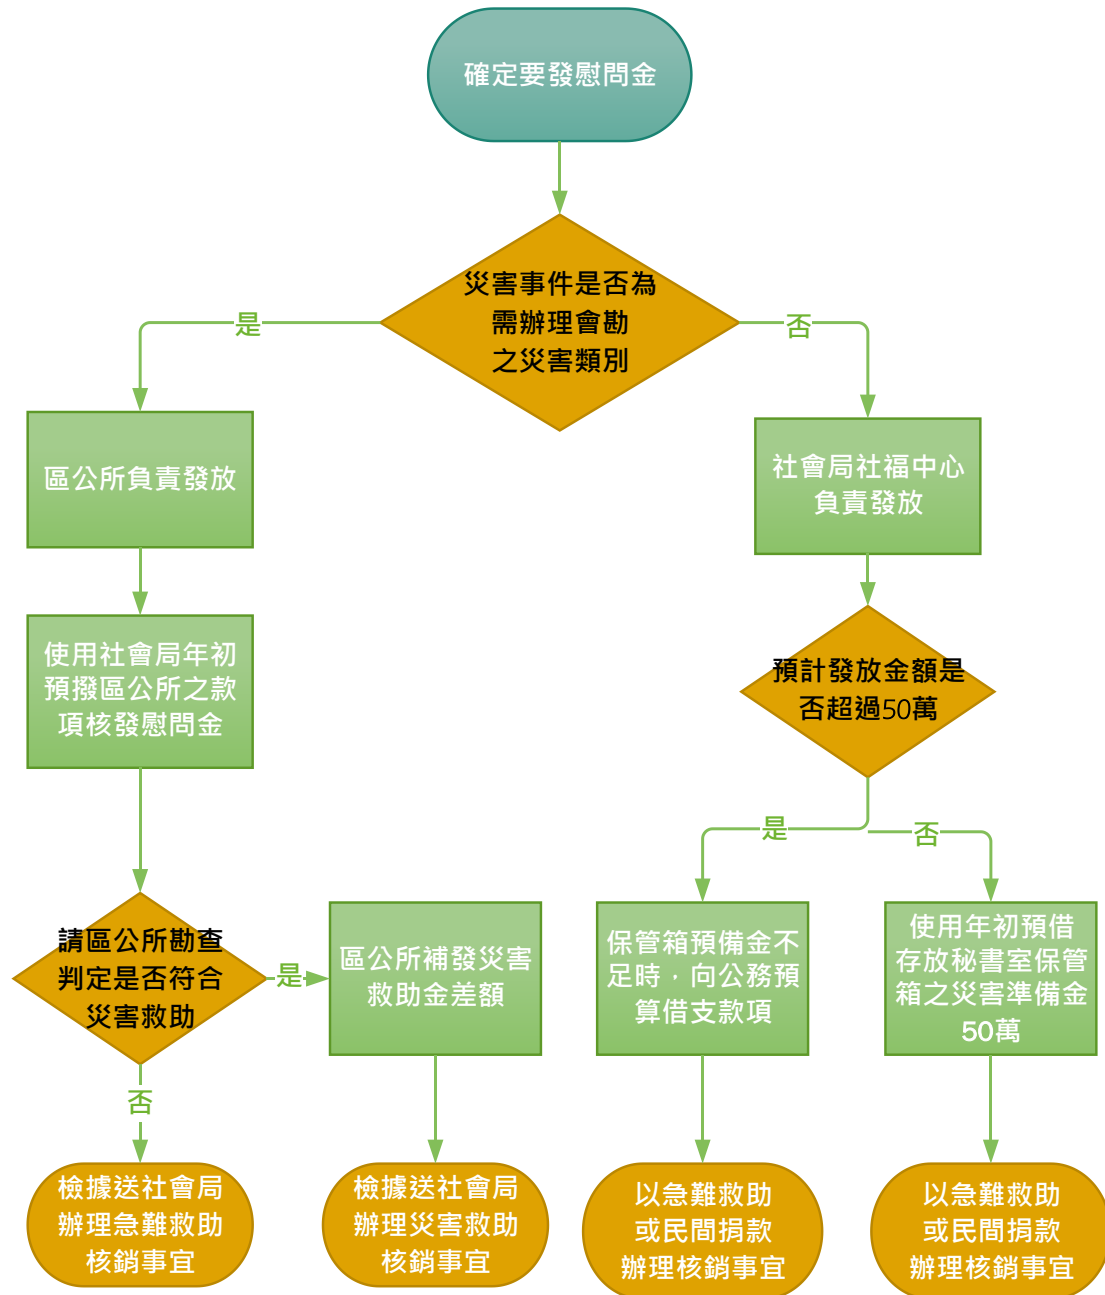 確定要發慰問金
災害事件是否為
需辦理會勘
之災害類別
是
否
區公所負責發放
社會局社福中心
負責發放
使用社會局年初
預撥區公所之款
項核發慰問金
預計發放金額是
否超過50萬
是
否
請區公所勘查
判定是否符合
災害救助
是
否
區公所補發災害
救助金差額
保管箱預備金不
足時，向公務預
算借支款項
使用年初預借
存放秘書室保管
箱之災害準備金
50萬
檢據送社會局
辦理急難救助
核銷事宜
檢據送社會局
辦理災害救助
核銷事宜
以急難救助
或民間捐款
辦理核銷事宜
以急難救助
或民間捐款
辦理核銷事宜